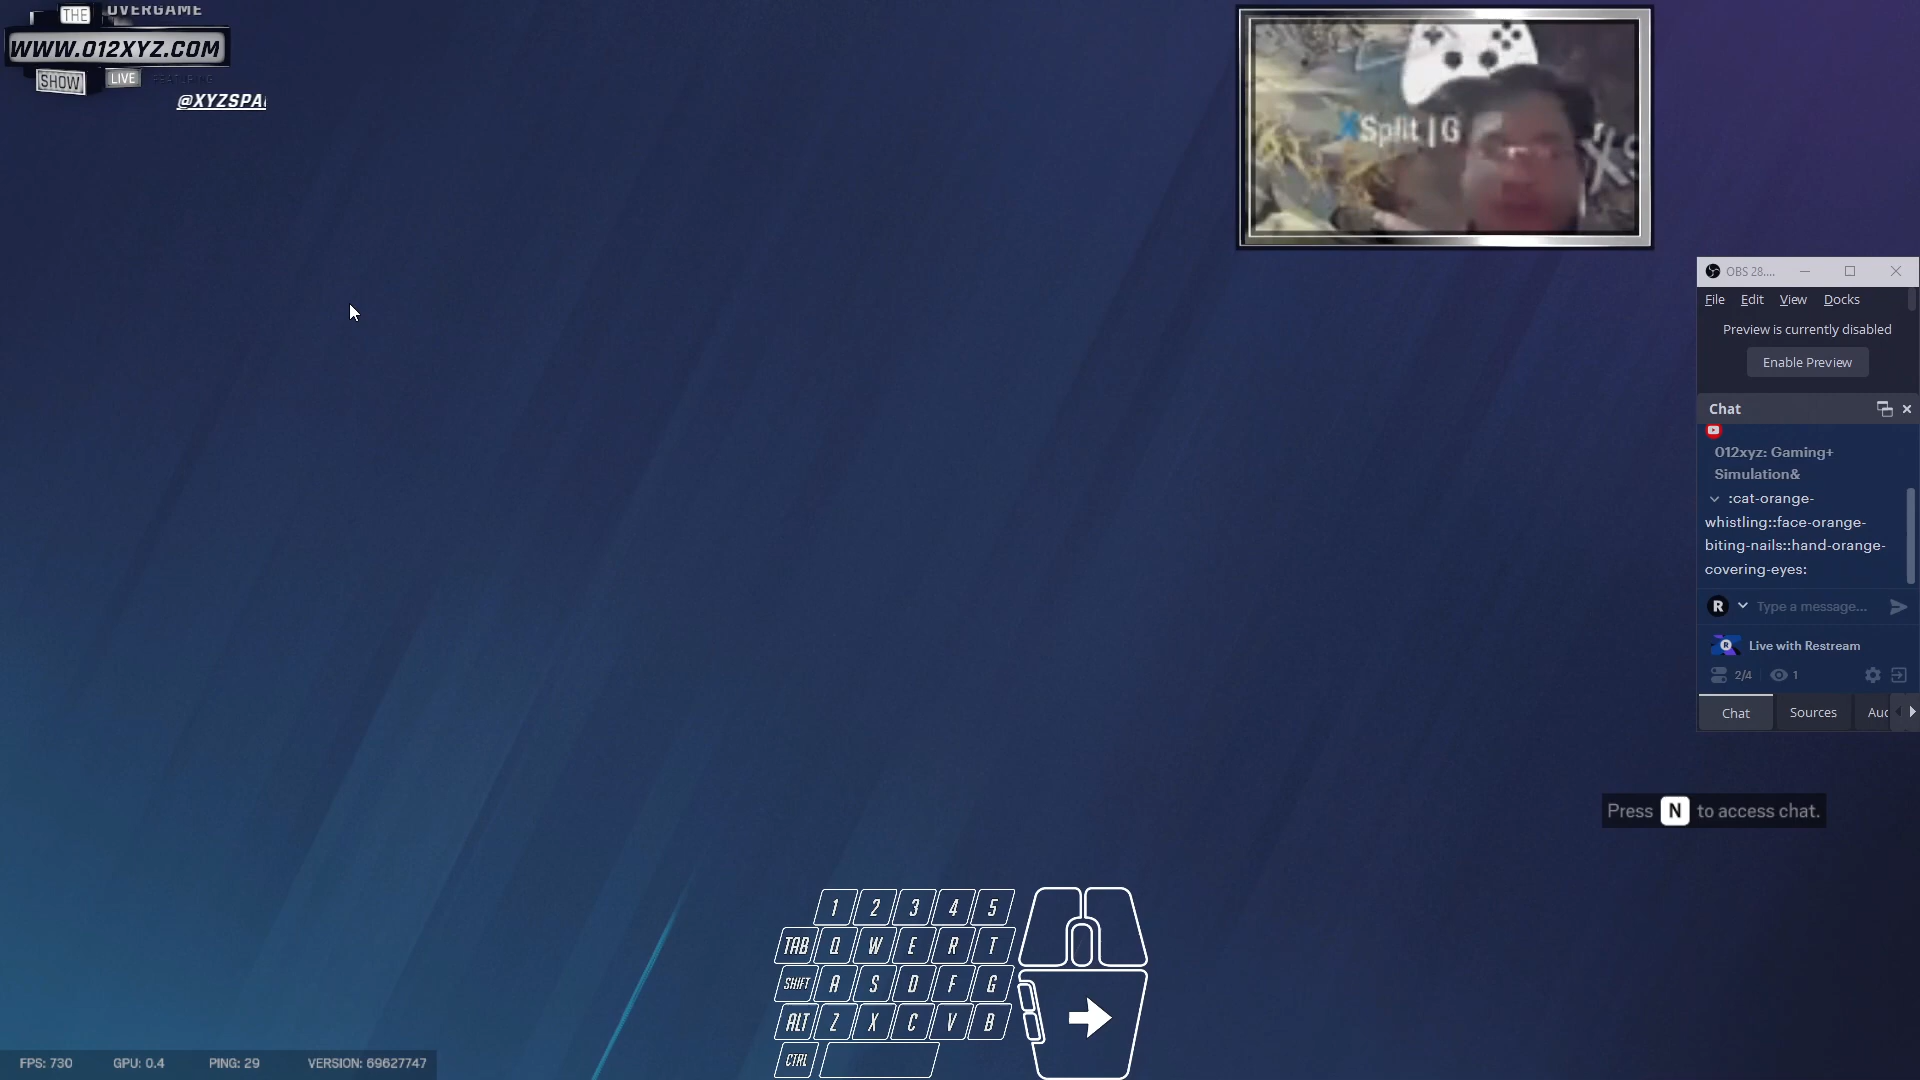 THE OVERGAME
WWW.012XYZ.COM
SHOW LIVE
@XYZSPA
XSplit | G
OBS 28....
File Edit View Docks
Preview is currently disabled
Enable Preview
Chat
012xyz: Gaming+
Simulation&
:cat-orange-
whistling::face-orange-
biting-nails::hand-orange-
covering-eyes:
R Type a message...
Live with Restream
2/4 1
Chat Sources Auc
Press N to access chat.
1 2 3 4 5
TAB Q W E R T
SHIFT A S D F G
ALT Z X C V B
CTRL
FPS: 730 GPU: 0.4 PING: 29 VERSION: 69627747